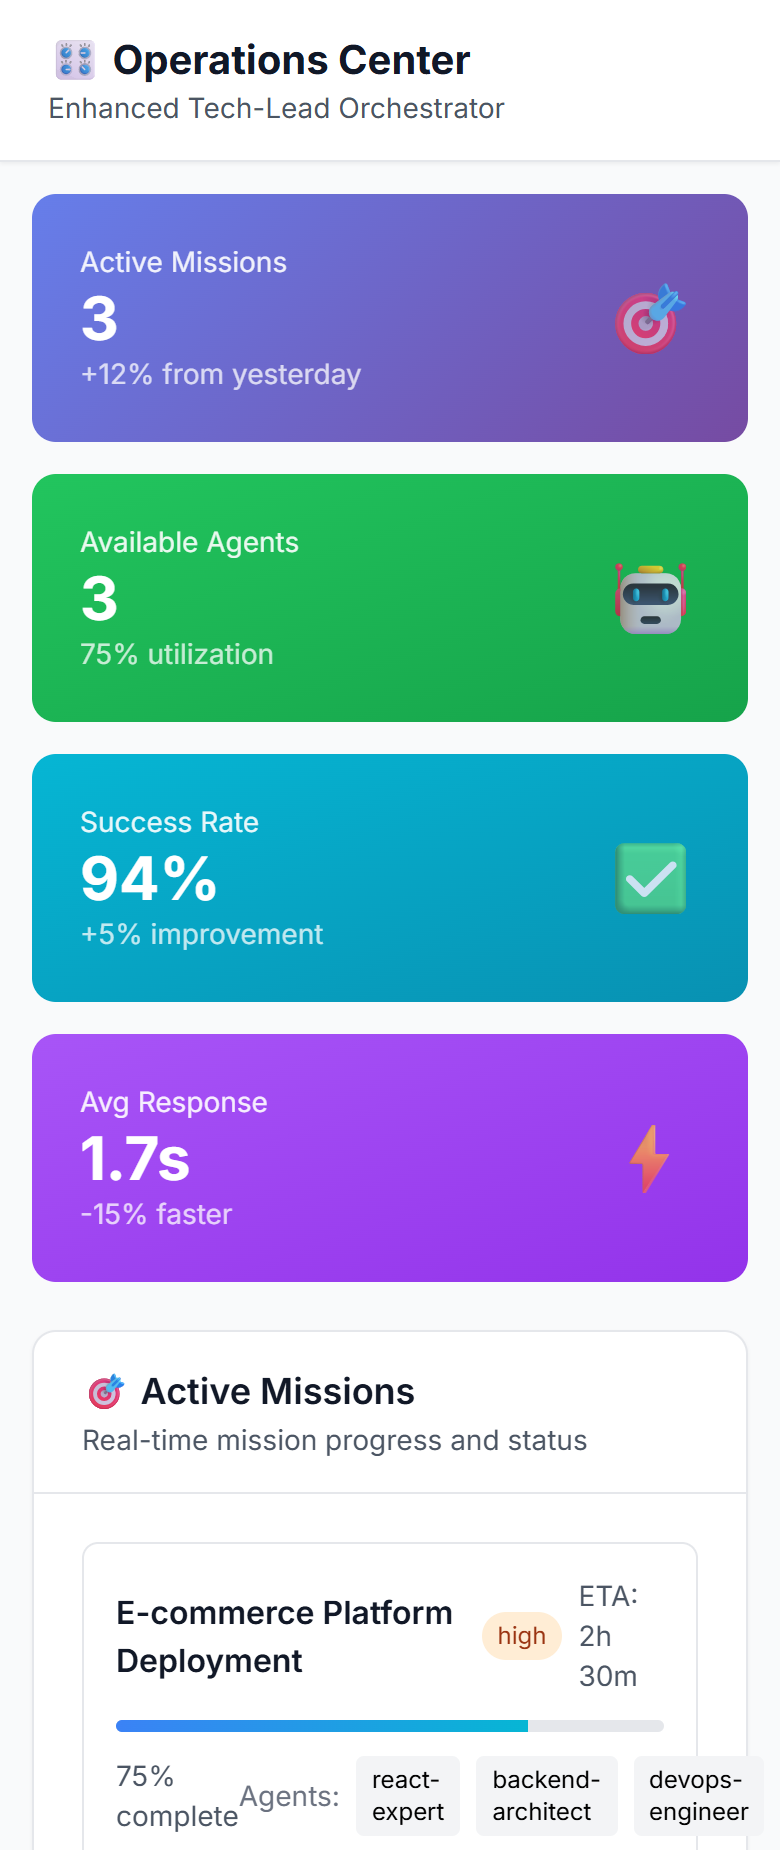 Operations Center
Enhanced Tech-Lead Orchestrator
Active Missions
3
+12% from yesterday
Available Agents
3
75% utilization
Success Rate
94%
+5% improvement
Avg Response
1.7s
-15% faster
Active Missions
Real-time mission progress and status
E-commerce Platform
Deployment
high
ETA:
2h
30m
75%
complete
Agents:
react-
expert
backend-
architect
devops-
engineer